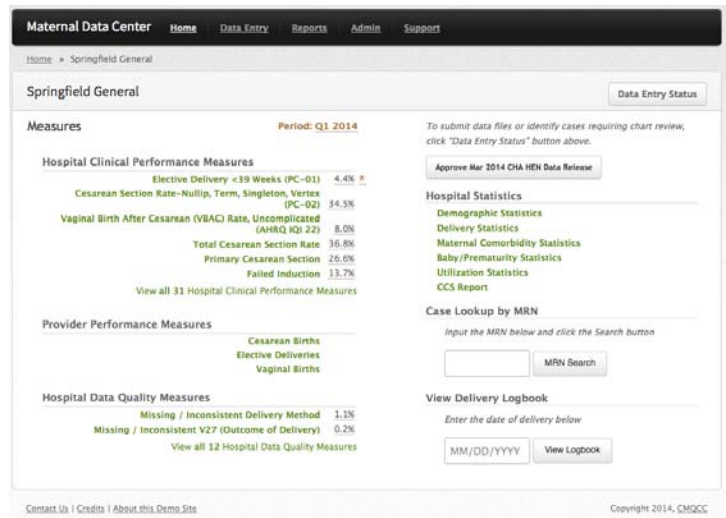 Maternal Data Center Home Data Entry Reports Admin Support
Home » Springfield General
Springfield General
Data Entry Status
Measures
Period: Q1 2014
Hospital Clinical Performance Measures
Elective Delivery <39 Weeks (PC-01) 4.4% *
Cesarean Section Rate-Nullip, Term, Singleton, Vertex
(PC-02) 34.5%
Vaginal Birth After Cesarean (VBAC) Rate, Uncomplicated
(AHRQ IQI 22) 8.0%
Total Cesarean Section Rate 36.8%
Primary Cesarean Section 26.6%
Failed Induction 13.7%
View all 31 Hospital Clinical Performance Measures
Provider Performance Measures
Cesarean Births
Elective Deliveries
Vaginal Births
Hospital Data Quality Measures
Missing / Inconsistent Delivery Method 1.1%
Missing / Inconsistent V27 (Outcome of Delivery) 0.2%
View all 12 Hospital Data Quality Measures
To submit data files or identify cases requiring chart review,
click "Data Entry Status" button above.
Approve Mar 2014 CHA HEN Data Release
Hospital Statistics
Demographic Statistics
Delivery Statistics
Maternal Comorbidity Statistics
Baby/Prematurity Statistics
Utilization Statistics
CCS Report
Case Lookup by MRN
Input the MRN below and click the Search button
MRN Search
View Delivery Logbook
Enter the date of delivery below
MM/DD/YYYY View Logbook
Contact Us | Credits | About this Demo Site
Copyright 2014, CMQCC